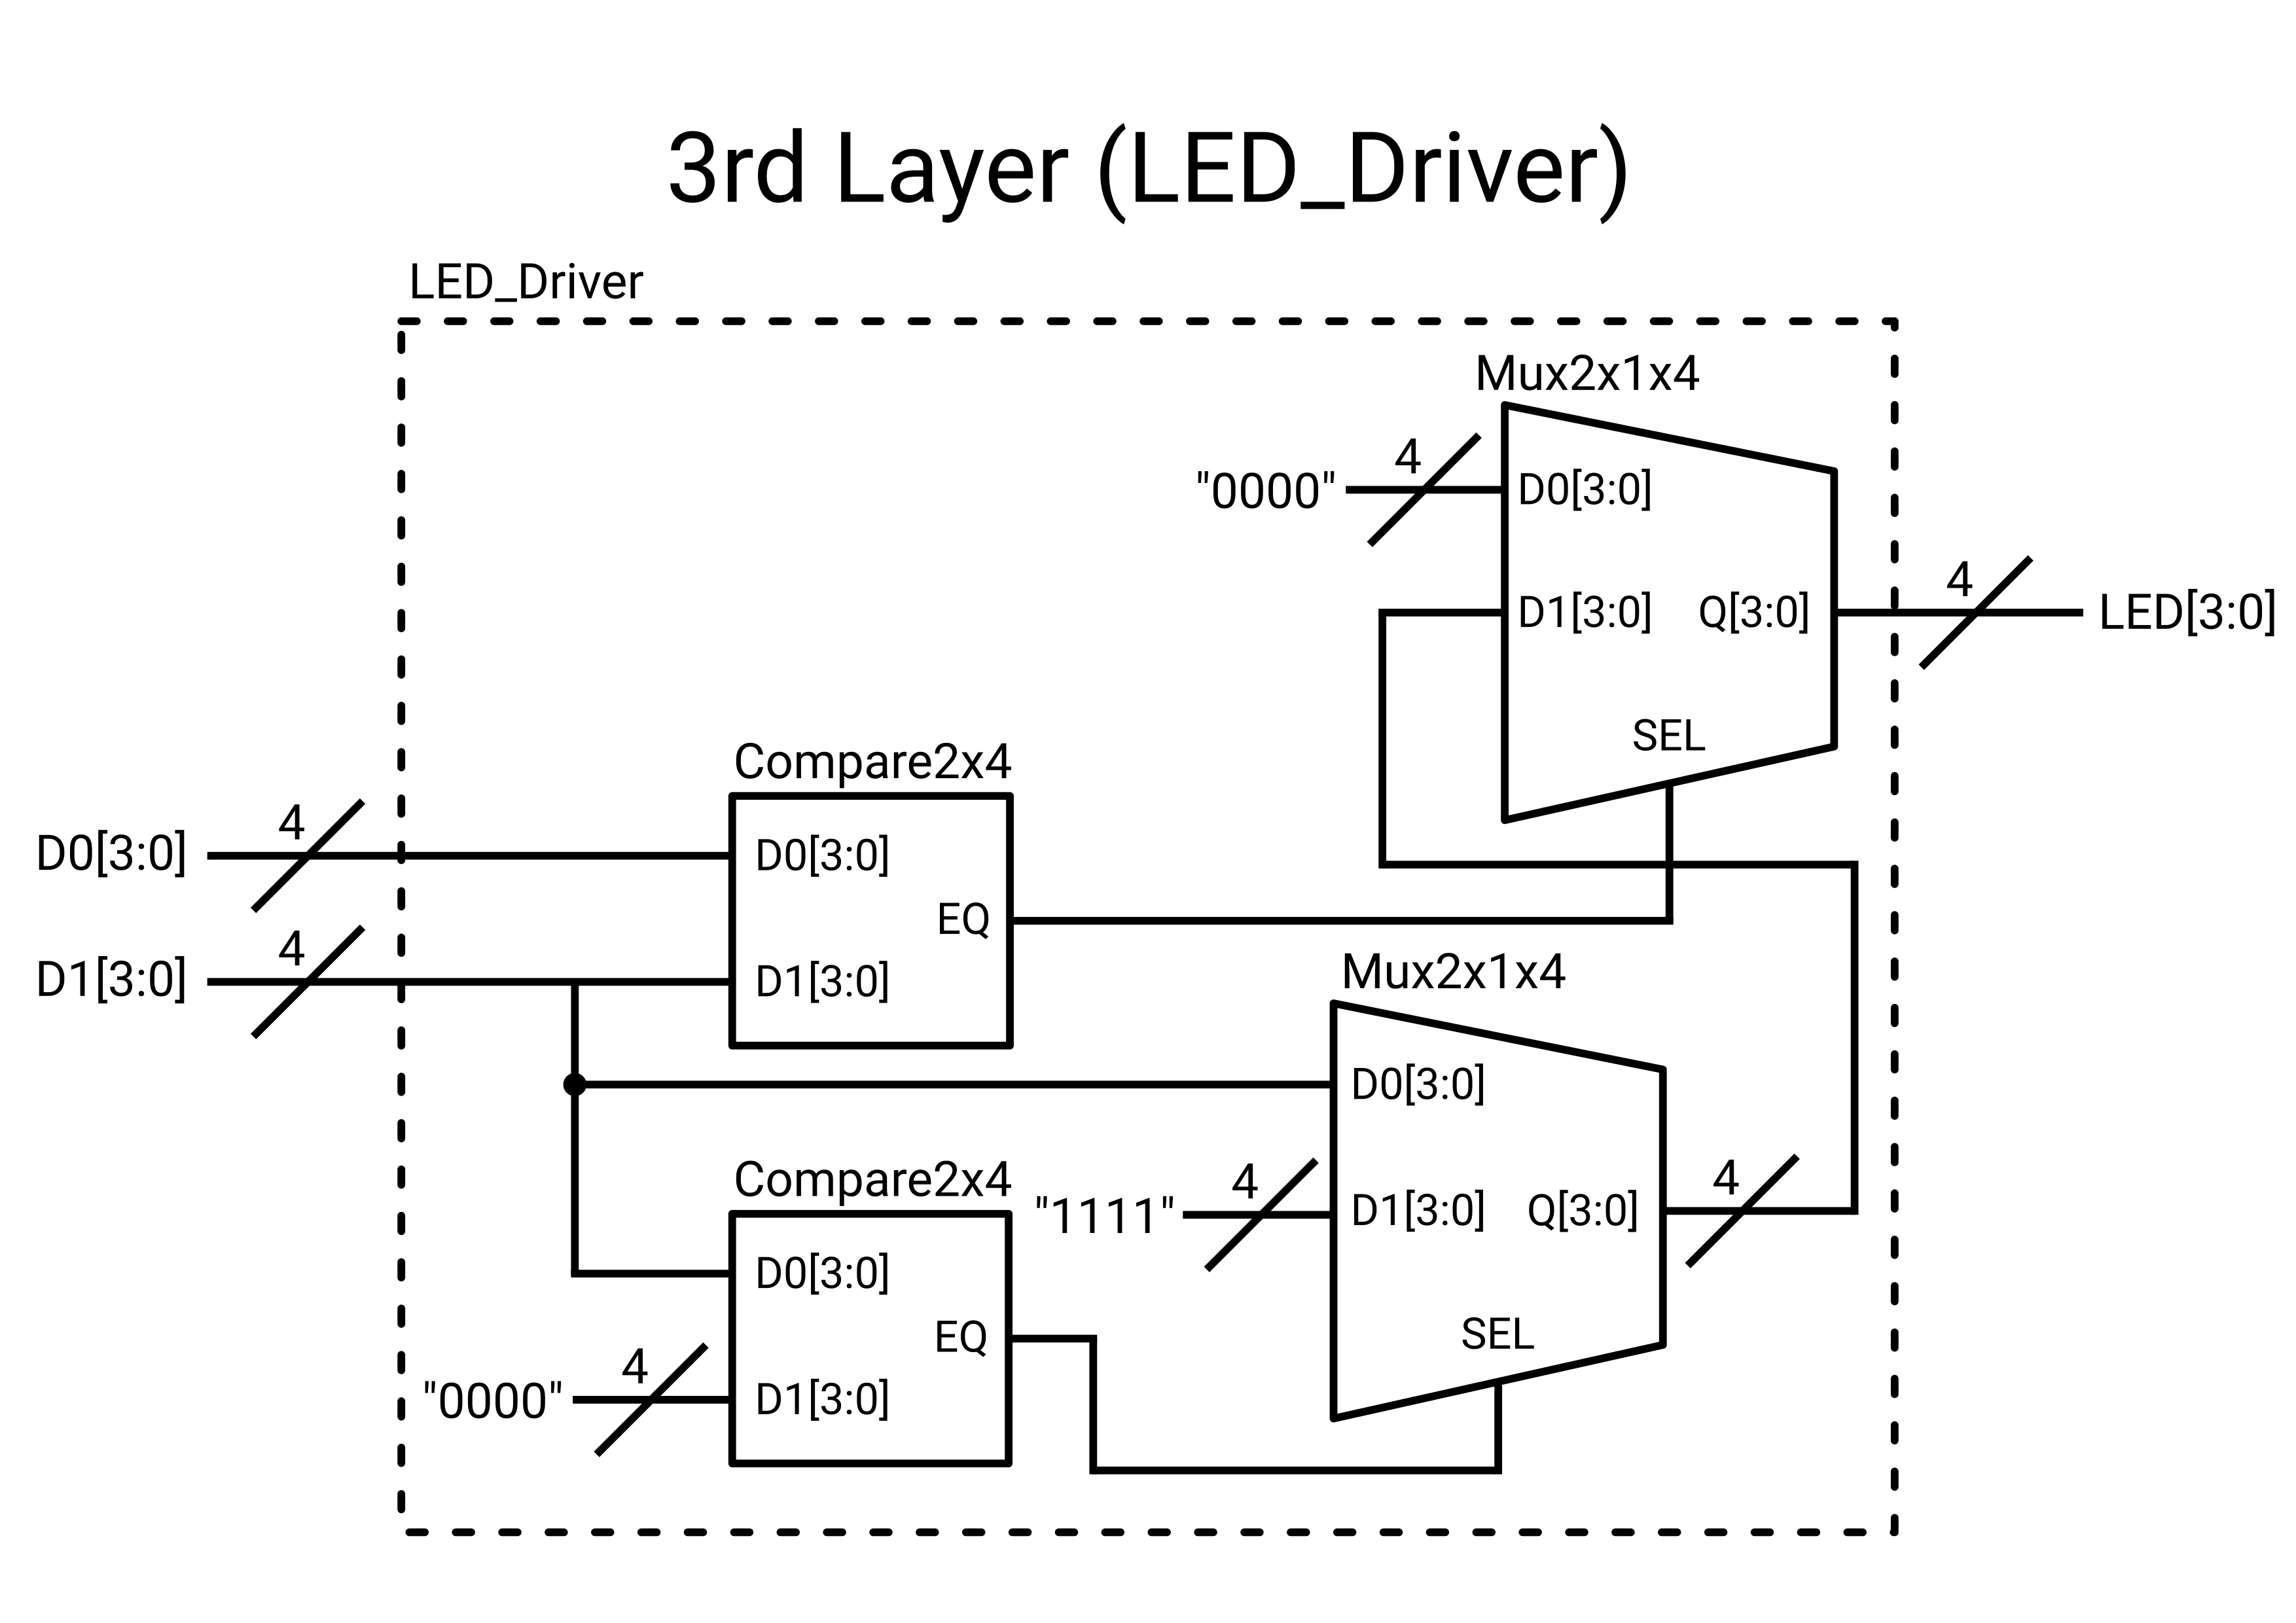 3rd Layer (LED_Driver)
LED_Driver
Mux2x1x4
4
"0000"
D0[3:0]
D1[3:0]
Q[3:0]
SEL
4
LED[3:0]
Compare2x4
D0[3:0]
4
D0[3:0]
EQ
D1[3:0]
4
D1[3:0]
Mux2x1x4
D0[3:0]
4
"1111"
D1[3:0]
Q[3:0]
4
SEL
Compare2x4
D0[3:0]
EQ
4
"0000"
D1[3:0]